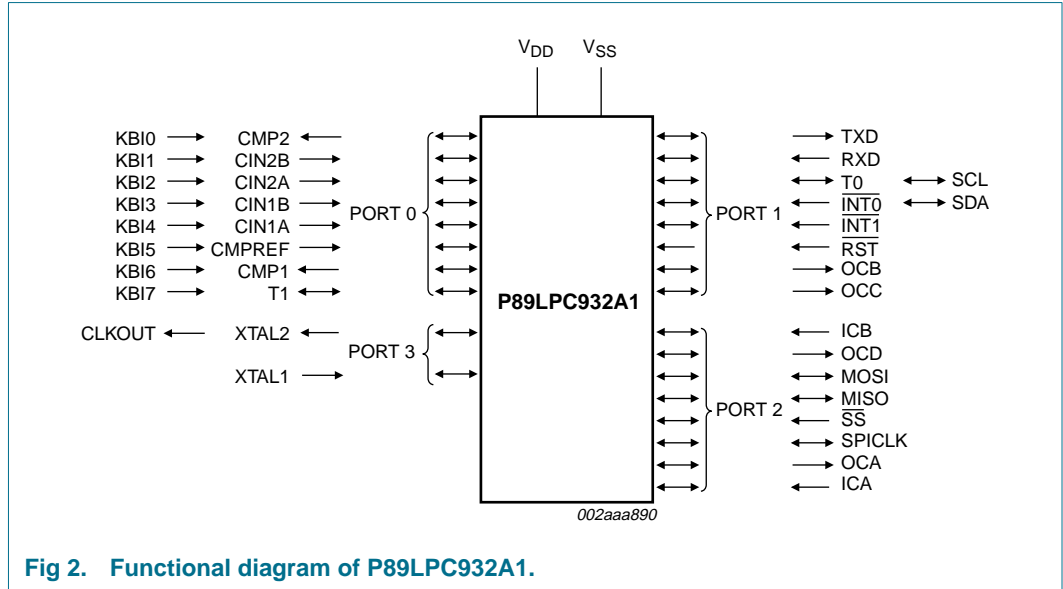 VDD VSS
KBI0 CMP2 TXD
KBI1 CIN2B RXD
KBI2 CIN2A T0 SCL
KBI3 CIN1B INT0 SDA
PORT 0 PORT 1
KBI4 CIN1A INT1
KBI5 CMPREF RST
KBI6 CMP1 OCB
KBI7 T1 OCC
P89LPC932A1
CLKOUT XTAL2 ICB
PORT 3 OCD
XTAL1 MOSI
MISO
PORT 2
SS
SPICLK
OCA
ICA
002aaa890
Fig 2. Functional diagram of P89LPC932A1.